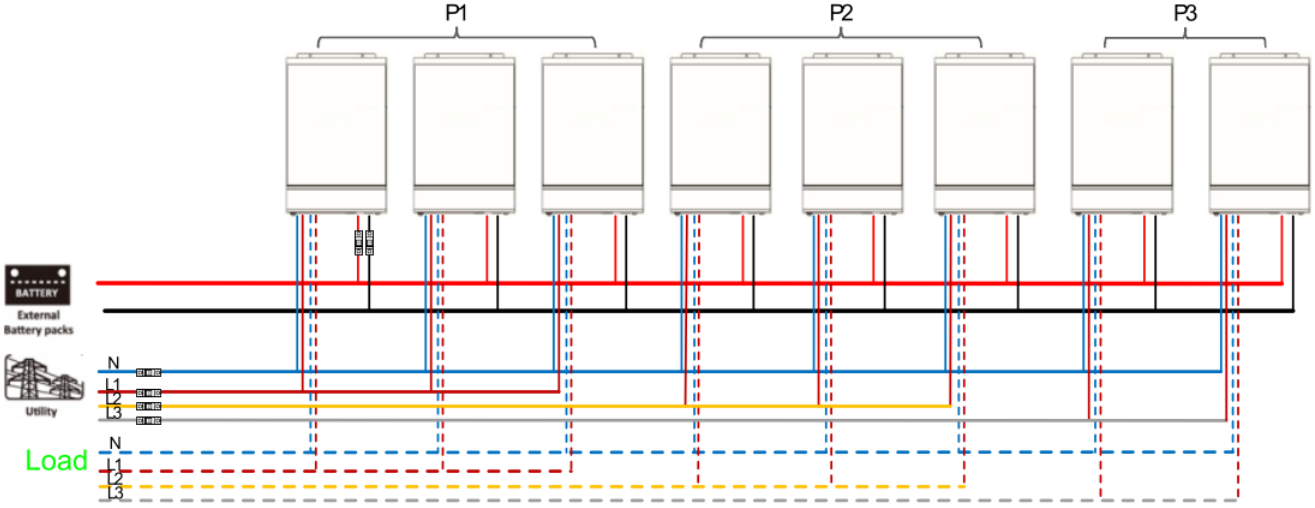 P1 P2 P3
BATTERY
External
Battery packs
Utility
N
L1
L2
L3
Load
N
L1
L2
L3